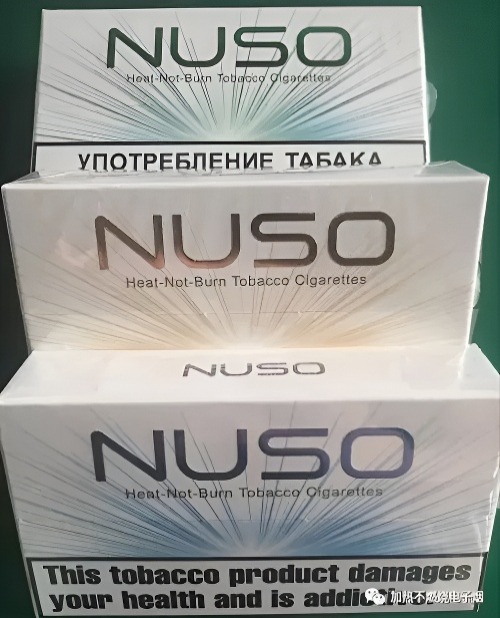 NUSO
Heat-Not-Burn Tobacco Cigarettes
УПОТРЕБЛЕНИЕ ТАБАКА
NUSO
Heat-Not-Burn Tobacco Cigarettes
NUSO
NUSO
Heat-Not-Burn Tobacco Cigarettes
This tobacco product damages
your health and is
加热不燃烧电子烟